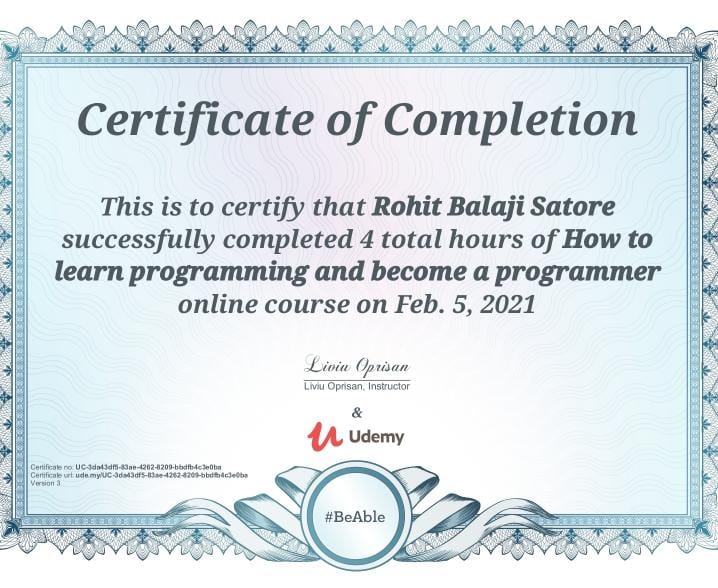 Certificate of Completion
This is to certify that Rohit Balaji Satore
successfully completed 4 total hours of How to
learn programming and become a programmer
online course on Feb. 5, 2021
Liviu Oprisan
Liviu Oprisan, Instructor
&
Udemy
Certificate no: UC-3da43df5-83ae-4262-8209-bbdfb4c3e0ba
Certificate url: ude.my/UC-3da43df5-83ae-4262-8209-bbdfb4c3e0ba
Version 3
#BeAble